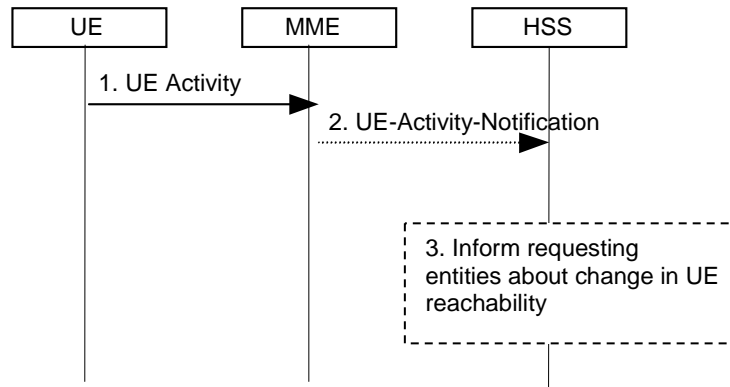 UE
MME
HSS
1. UE Activity
2. UE-Activity-Notification
3. Inform requesting
entities about change in UE
reachability